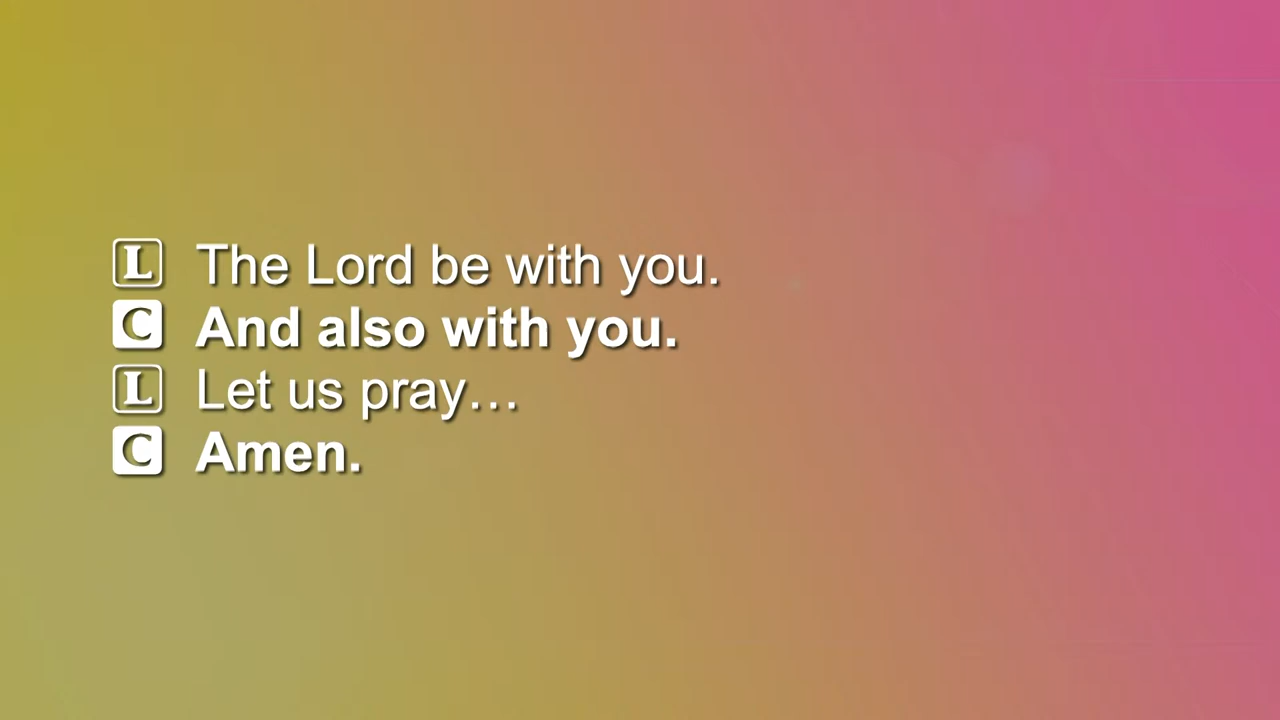 L The Lord be with you.
C And also with you.
L Let us pray…
C Amen.